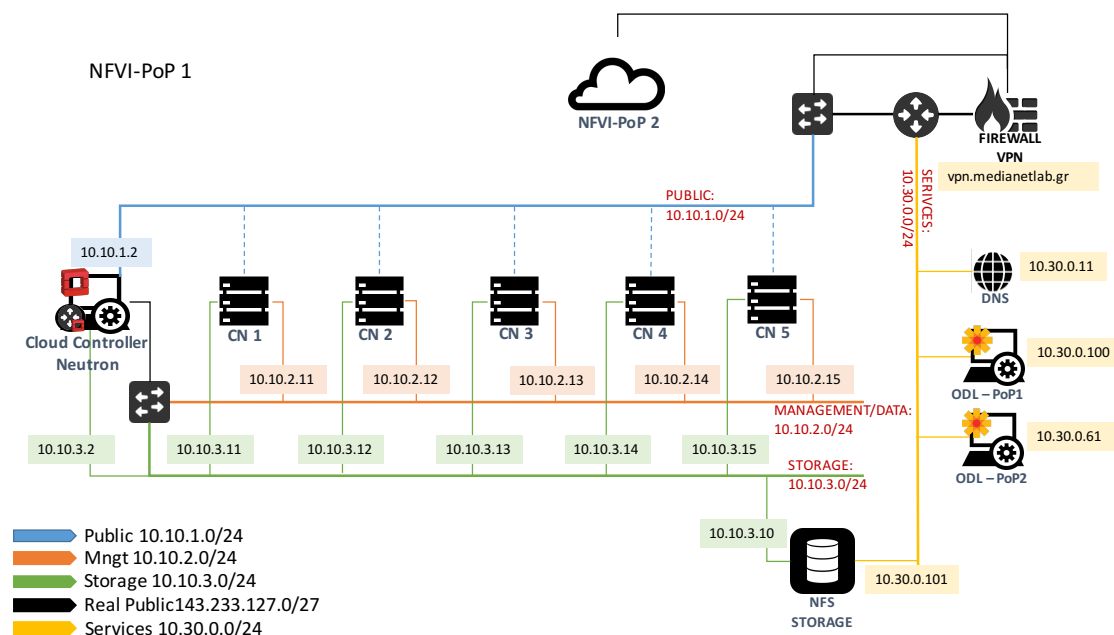 NFVI-PoP 1
NFVI-PoP 2
FIREWALL
VPN
vpn.medianetlab.gr
SERIVCES:
10.30.0.0/24
PUBLIC:
10.10.1.0/24
10.10.1.2
Cloud Controller
Neutron
CN 1
CN 2
CN 3
CN 4
CN 5
10.30.0.11
DNS
10.30.0.100
ODL – PoP1
10.30.0.61
ODL – PoP2
10.10.2.11
10.10.2.12
10.10.2.13
10.10.2.14
10.10.2.15
MANAGEMENT/DATA:
10.10.2.0/24
10.10.3.2
10.10.3.11
10.10.3.12
10.10.3.13
10.10.3.14
10.10.3.15
STORAGE:
10.10.3.0/24
10.10.3.10
10.30.0.101
NFS
STORAGE
Public 10.10.1.0/24
Mngt 10.10.2.0/24
Storage 10.10.3.0/24
Real Public143.233.127.0/27
Services 10.30.0.0/24